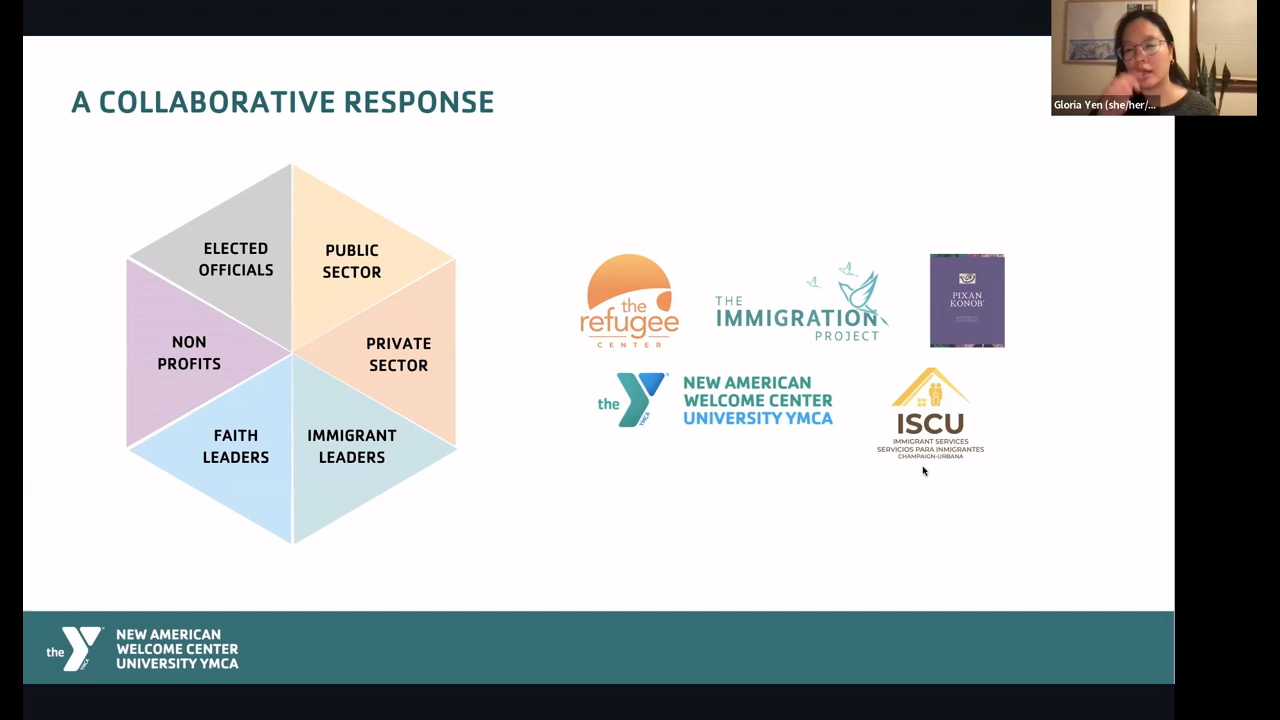 A COLLABORATIVE RESPONSE
Gloria Yen (she/her/...
ELECTED
OFFICIALS
PUBLIC
SECTOR
NON
PROFITS
PRIVATE
SECTOR
FAITH
LEADERS
IMMIGRANT
LEADERS
the
refugee
CENTER
THE
IMMIGRATION
PROJECT
PIXAN
KONOB'
the
YMCA
NEW AMERICAN
WELCOME CENTER
UNIVERSITY YMCA
ISCU
IMMIGRANT SERVICES
SERVICIOS PARA INMIGRANTES
CHAMPAIGN-URBANA
the
YMCA
NEW AMERICAN
WELCOME CENTER
UNIVERSITY YMCA